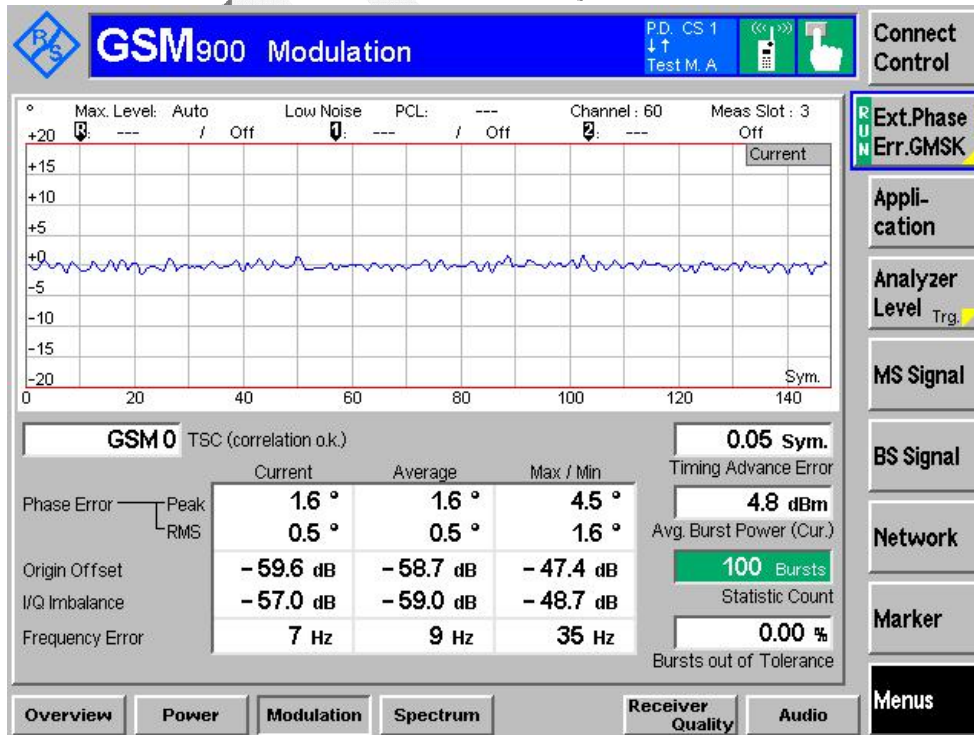 R&S GSM900 Modulation P.D. CS 1
↓↑
Test M. A
Connect
Control
° Max. Level: Auto Low Noise PCL: --- Channel : 60 Meas Slot : 3
R: --- / Off 1: --- / Off 2: --- Off
Current
+20
+15
+10
+5
+0
-5
-10
-15
-20
Sym.
0 20 40 60 80 100 120 140
RUN
Ext.Phase
Err.GMSK
Appli-
cation
Analyzer
Level Trg.
MS Signal
BS Signal
Network
Marker
Menus
GSM 0 TSC (correlation o.k.)
Current Average Max / Min
Phase Error Peak 1.6 ° 1.6 ° 4.5 °
RMS 0.5 ° 0.5 ° 1.6 °
Origin Offset - 59.6 dB - 58.7 dB - 47.4 dB
I/Q Imbalance - 57.0 dB - 59.0 dB - 48.7 dB
Frequency Error 7 Hz 9 Hz 35 Hz
0.05 Sym.
Timing Advance Error
4.8 dBm
Avg. Burst Power (Cur.)
100 Bursts
Statistic Count
0.00 %
Bursts out of Tolerance
Overview Power Modulation Spectrum Receiver Quality Audio